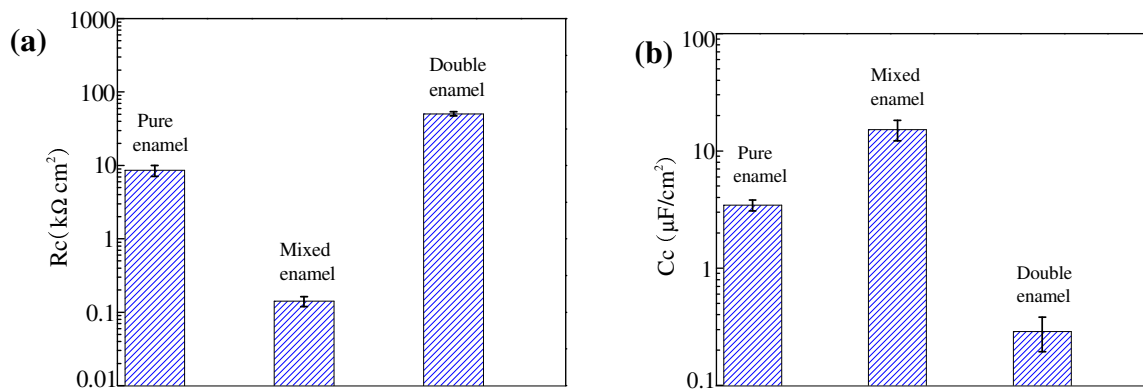 (a)
Rc( kΩ cm²)
1000
100
10
1
0.1
0.01
Pure
enamel
Mixed
enamel
Double
enamel
(b)
Cc (μF/cm²)
100
10
1
0.1
Pure
enamel
Mixed
enamel
Double
enamel